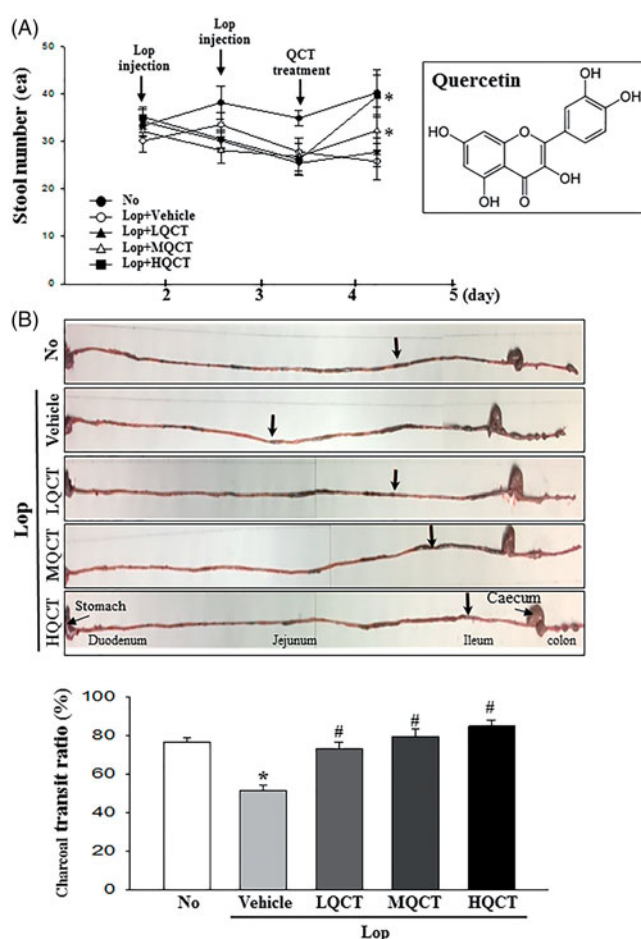 (A)
Stool number (ea)
50
40
30
20
10
0
Lop
injection
Lop
injection
QCT
treatment
*
*
No
Lop+Vehicle
Lop+LQCT
Lop+MQCT
Lop+HQCT
2 3 4 5 (day)
Quercetin
OH
OH
HO
O
OH
OH
O
(B)
No
Lop
Vehicle
LQCT
MQCT
HQCT
Stomach
Caecum
Duodenum Jejunum Ileum colon
Charcoal transit ratio (%)
100
80
60
40
20
0
* # # #
No Vehicle LQCT MQCT HQCT
Lop